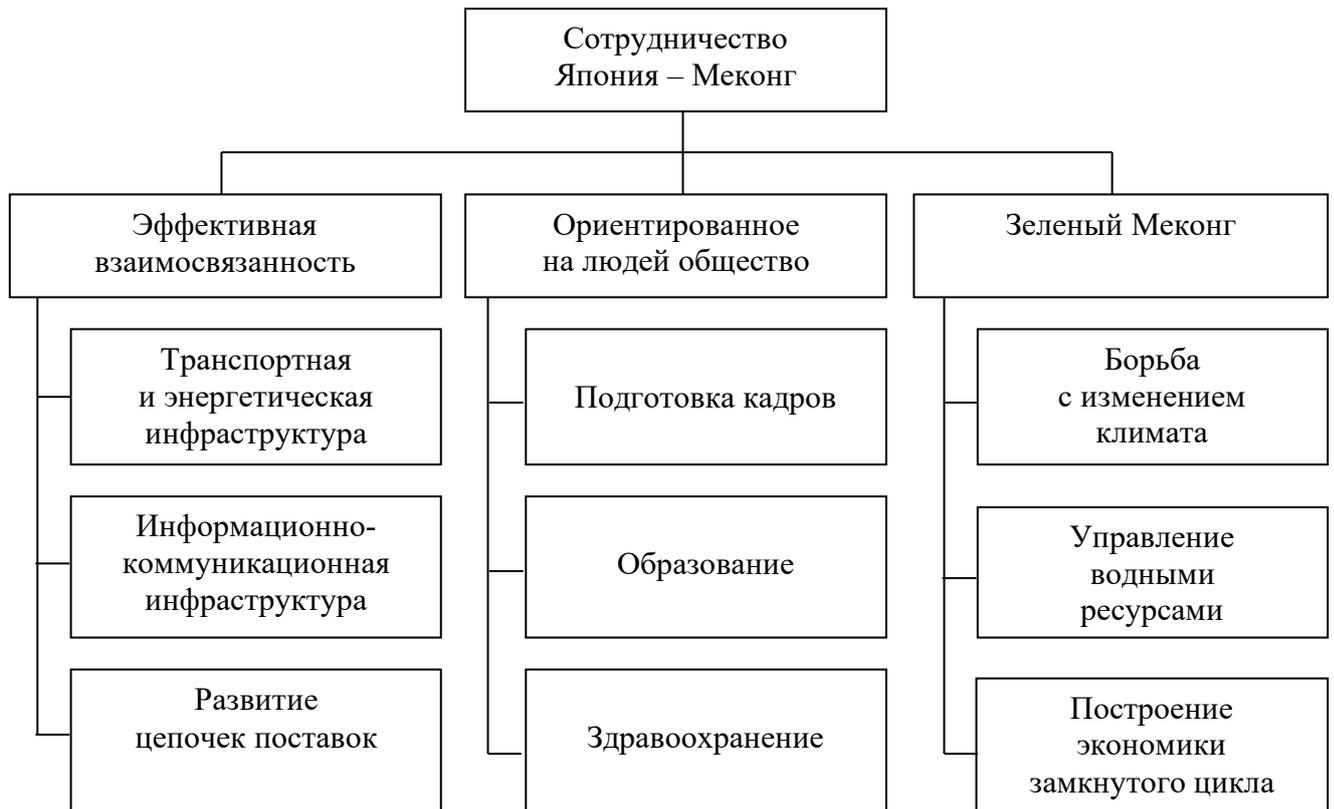 Сотрудничество
Япония – Меконг
Эффективная
взаимосвязанность
Ориентированное
на людей общество
Зеленый Меконг
Транспортная
и энергетическая
инфраструктура
Подготовка кадров
Борьба
с изменением
климата
Информационно-
коммуникационная
инфраструктура
Образование
Управление
водными
ресурсами
Развитие
цепочек поставок
Здравоохранение
Построение
экономики
замкнутого цикла